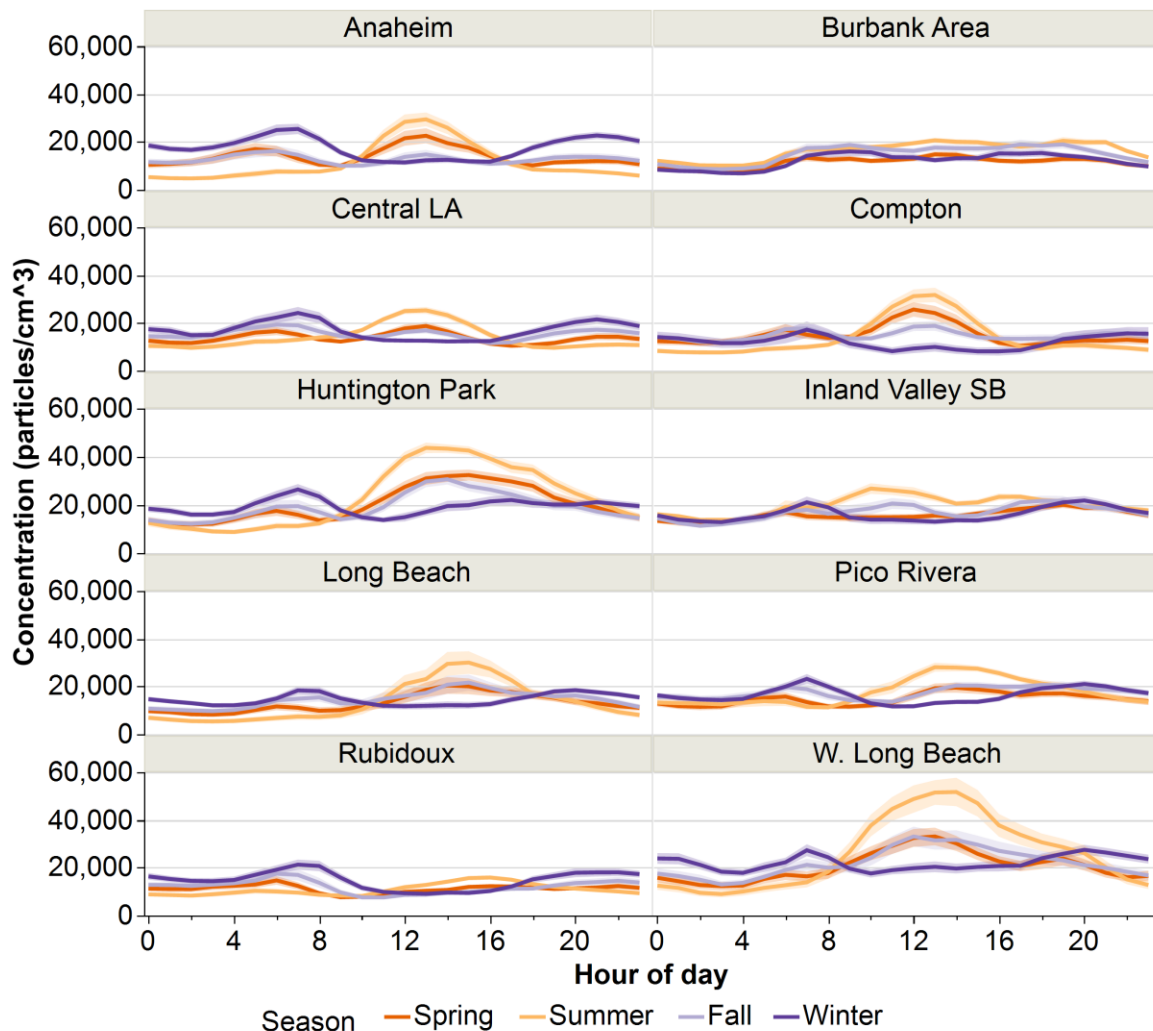 Anaheim
Burbank Area
60,000
40,000
20,000
0
Central LA
Compton
60,000
40,000
20,000
0
Huntington Park
Inland Valley SB
60,000
40,000
20,000
0
Long Beach
Pico Rivera
60,000
40,000
20,000
0
Rubidoux
W. Long Beach
60,000
40,000
20,000
0
Concentration (particles/cm^3)
0 4 8 12 16 20 0 4 8 12 16 20
Hour of day
Season Spring Summer Fall Winter